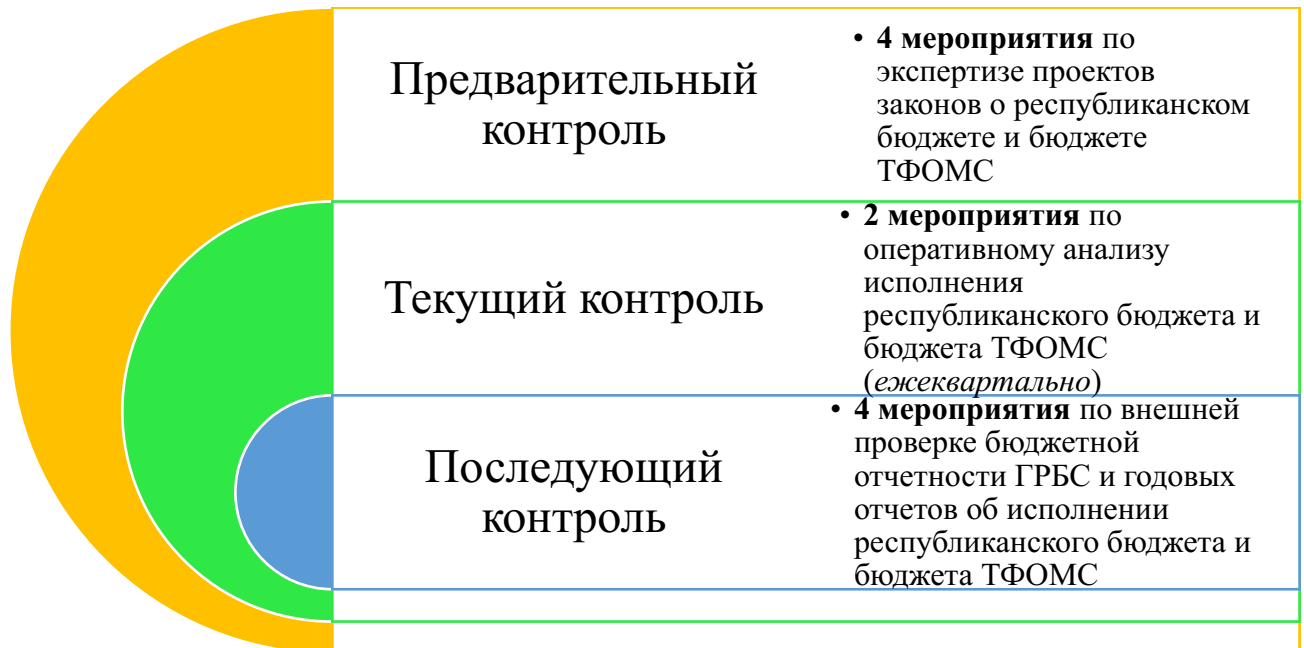 Предварительный
контроль
• 4 мероприятия по
экспертизе проектов
законов о республиканском
бюджете и бюджете
ТФОМС
Текущий контроль
• 2 мероприятия по
оперативному анализу
исполнения
республиканского бюджета и
бюджета ТФОМС
(ежеквартально)
Последующий
контроль
• 4 мероприятия по внешней
проверке бюджетной
отчетности ГРБС и годовых
отчетов об исполнении
республиканского бюджета и
бюджета ТФОМС